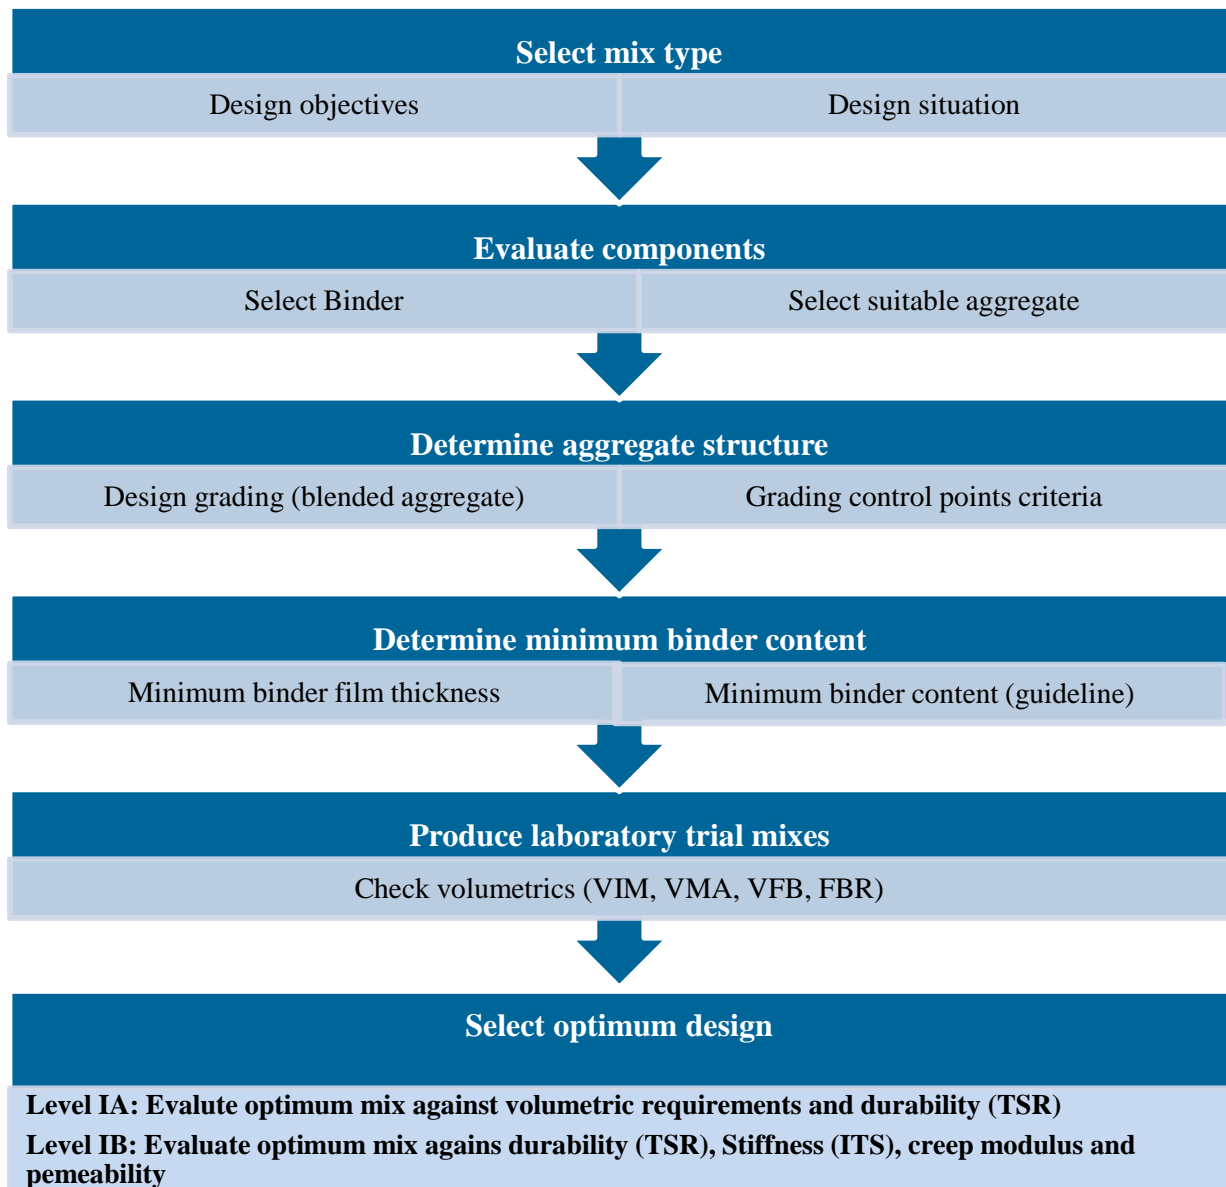 Select mix type
Design objectives
Design situation
Evaluate components
Select Binder
Select suitable aggregate
Determine aggregate structure
Design grading (blended aggregate)
Grading control points criteria
Determine minimum binder content
Minimum binder film thickness
Minimum binder content (guideline)
Produce laboratory trial mixes
Check volumetrics (VIM, VMA, VFB, FBR)
Select optimum design
Level IA: Evalute optimum mix against volumetric requirements and durability (TSR)
Level IB: Evaluate optimum mix agains durability (TSR), Stiffness (ITS), creep modulus and
pemeability